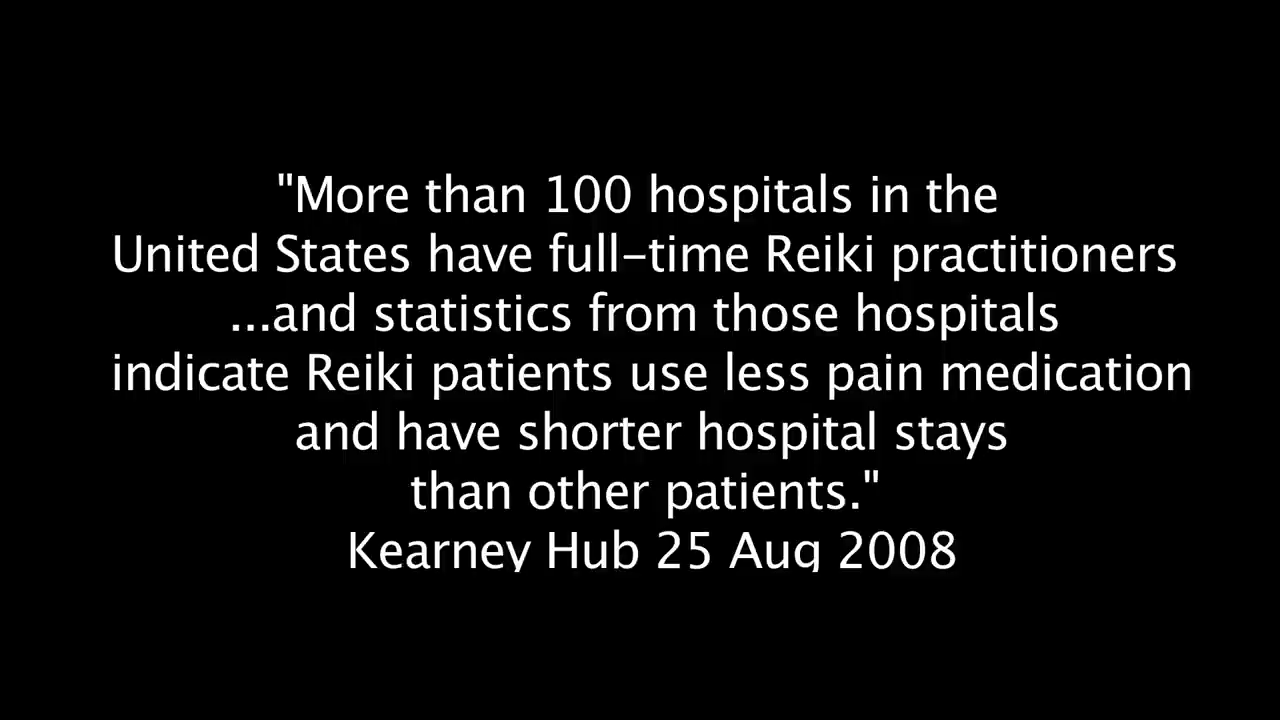 "More than 100 hospitals in the
United States have full-time Reiki practitioners
...and statistics from those hospitals
indicate Reiki patients use less pain medication
and have shorter hospital stays
than other patients."
Kearney Hub 25 Aug 2008